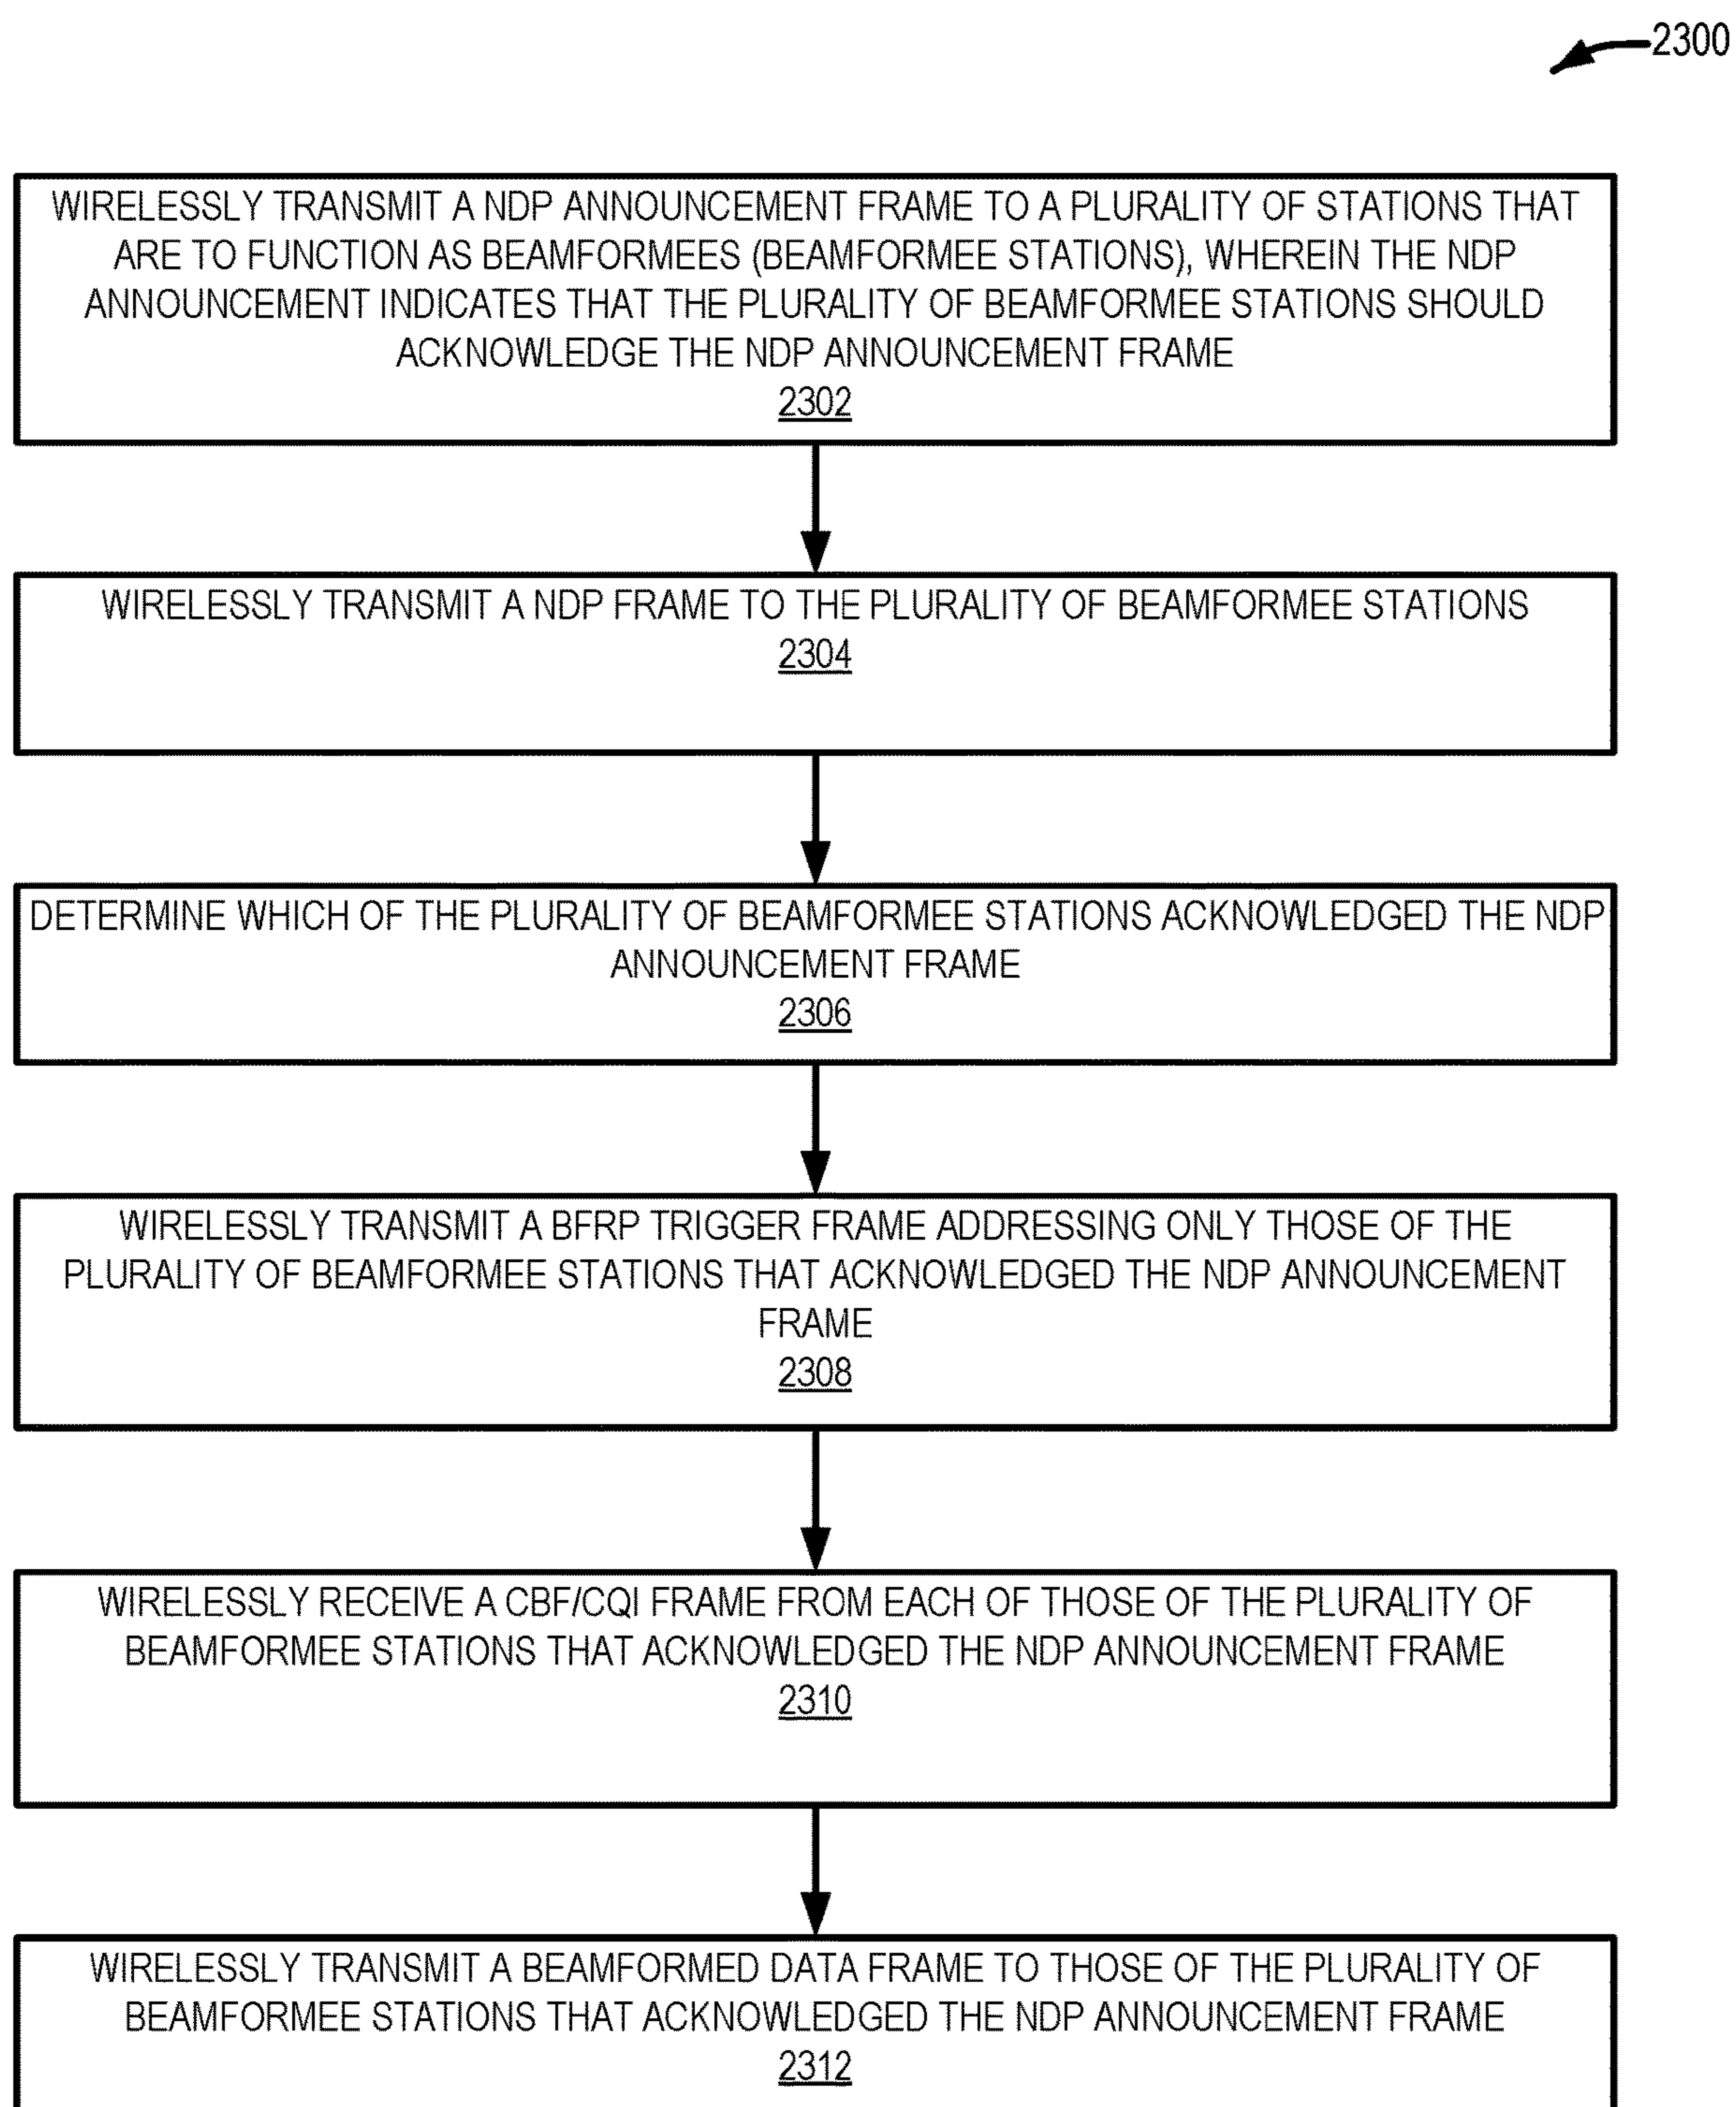 2300
WIRELESSLY TRANSMIT A NDP ANNOUNCEMENT FRAME TO A PLURALITY OF STATIONS THAT
ARE TO FUNCTION AS BEAMFORMEES (BEAMFORMEE STATIONS), WHEREIN THE NDP
ANNOUNCEMENT INDICATES THAT THE PLURALITY OF BEAMFORMEE STATIONS SHOULD
ACKNOWLEDGE THE NDP ANNOUNCEMENT FRAME
2302
WIRELESSLY TRANSMIT A NDP FRAME TO THE PLURALITY OF BEAMFORMEE STATIONS
2304
DETERMINE WHICH OF THE PLURALITY OF BEAMFORMEE STATIONS ACKNOWLEDGED THE NDP
ANNOUNCEMENT FRAME
2306
WIRELESSLY TRANSMIT A BFRP TRIGGER FRAME ADDRESSING ONLY THOSE OF THE
PLURALITY OF BEAMFORMEE STATIONS THAT ACKNOWLEDGED THE NDP ANNOUNCEMENT
FRAME
2308
WIRELESSLY RECEIVE A CBF/CQI FRAME FROM EACH OF THOSE OF THE PLURALITY OF
BEAMFORMEE STATIONS THAT ACKNOWLEDGED THE NDP ANNOUNCEMENT FRAME
2310
WIRELESSLY TRANSMIT A BEAMFORMED DATA FRAME TO THOSE OF THE PLURALITY OF
BEAMFORMEE STATIONS THAT ACKNOWLEDGED THE NDP ANNOUNCEMENT FRAME
2312